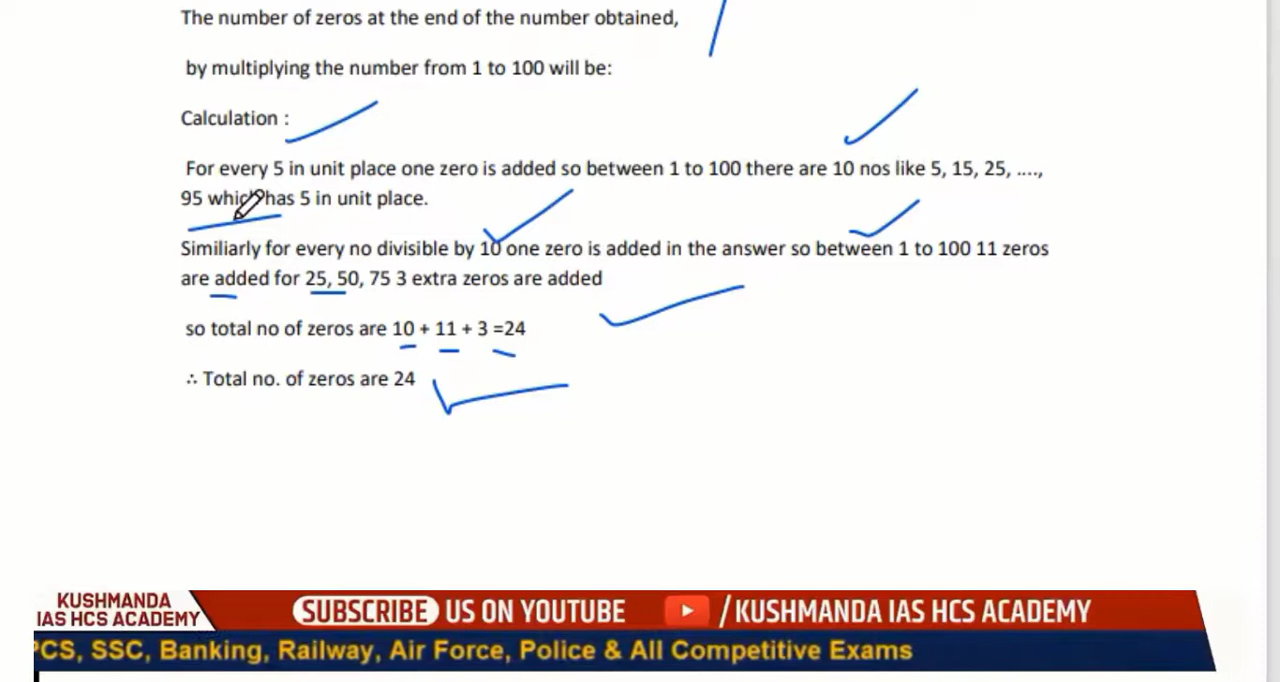 The number of zeros at the end of the number obtained,
by multiplying the number from 1 to 100 will be:
Calculation :
For every 5 in unit place one zero is added so between 1 to 100 there are 10 nos like 5, 15, 25, ....,
95 which has 5 in unit place.
Similiarly for every no divisible by 10 one zero is added in the answer so between 1 to 100 11 zeros
are added for 25, 50, 75 3 extra zeros are added
so total no of zeros are 10 + 11 + 3 =24
∴ Total no. of zeros are 24
KUSHMANDA
IAS HCS ACADEMY
SUBSCRIBE US ON YOUTUBE /KUSHMANDA IAS HCS ACADEMY
PCS, SSC, Banking, Railway, Air Force, Police & All Competitive Exams